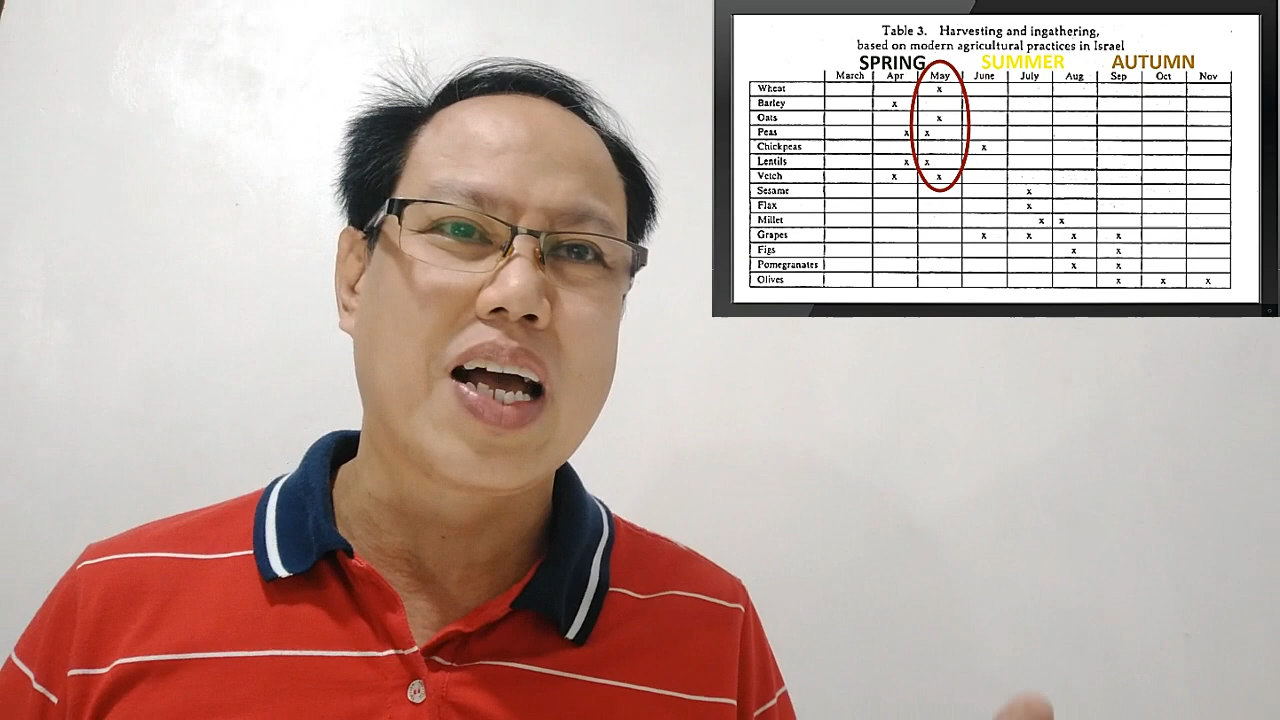 Table 3. Harvesting and ingathering,
based on modern agricultural practices in Israel
SPRING SUMMER AUTUMN
March Apr May June July Aug Sep Oct Nov
Wheat x
Barley x
Oats x
Peas x x
Chickpeas x
Lentils x x
Vetch x x
Sesame x
Flax x
Millet x x
Grapes x x x x
Figs x x
Pomegranates x x
Olives x x x